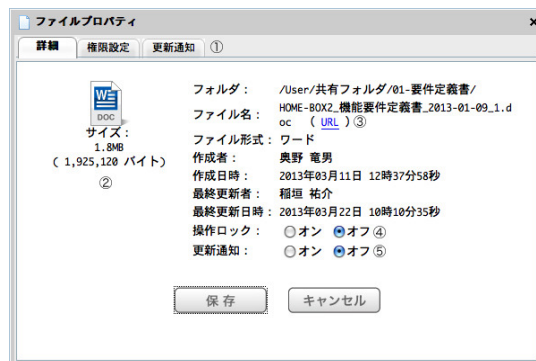 ファイルプロパティ ×
詳細 権限設定 更新通知 ①
W
DOC
サイズ：
1.8MB
( 1,925,120 バイト)
②
フォルダ： /User/共有フォルダ/01-要件定義書/
ファイル名： HOME-BOX2_機能要件定義書_2013-01-09_1.d
oc ( URL ) ③
ファイル形式： ワード
作成者： 奥野 竜男
作成日時： 2013年03月11日 12時37分58秒
最終更新者： 稲垣 祐介
最終更新日時： 2013年03月22日 10時10分35秒
操作ロック： オン オフ ④
更新通知： オン オフ ⑤
保存 キャンセル